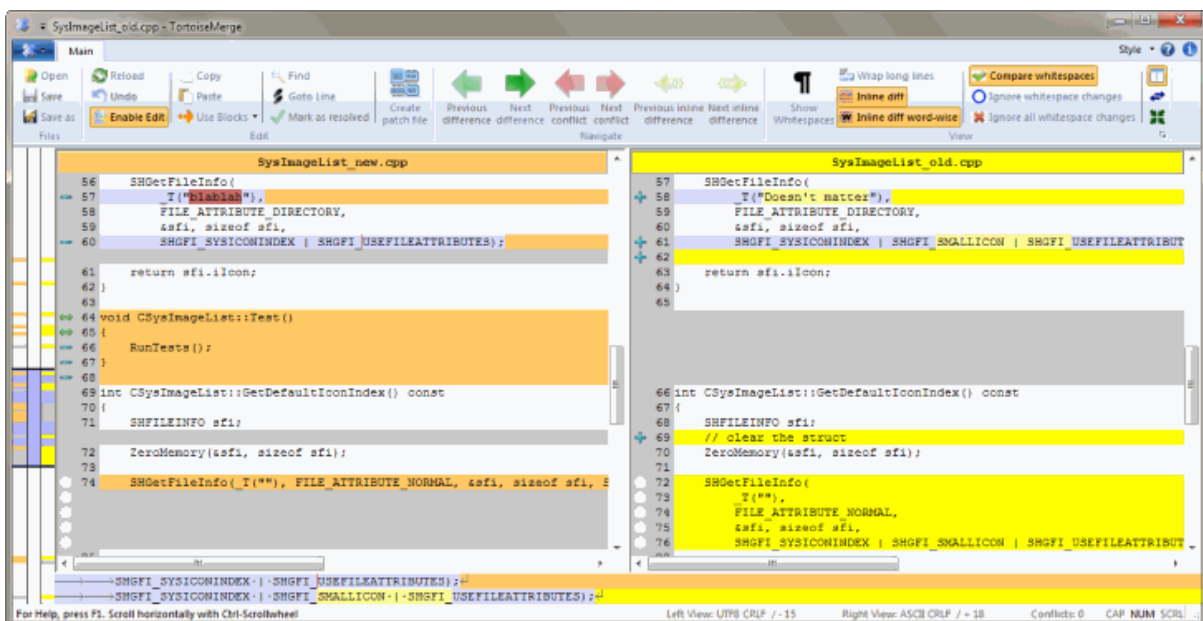 SysImageList_old.cpp - TortoiseMerge
Main
Style
Open
Save
Save as
Files
Reload
Undo
Enable Edit
Copy
Paste
Use Blocks
Find
Goto Line
Mark as resolved
Edit
Create patch file
Previous difference
Next difference
Previous conflict
Next conflict
Previous inline difference
Next inline difference
Navigate
Show Whitespaces
Wrap long lines
Inline diff
Inline diff word-wise
Compare whitespaces
Ignore whitespace changes
Ignore all whitespace changes
View
SysImageList_new.cpp
56 SHGetFileInfo(
57 _T("blablah"),
58 FILE_ATTRIBUTE_DIRECTORY,
59 &sfi, sizeof sfi,
60 SHGFI_SYSICONINDEX | SHGFI_USEFILEATTRIBUTES);
61 return sfi.iIcon;
62 }
63
64 void CSysImageList::Test()
65 {
66 RunTests();
67 }
68
69 int CSysImageList::GetDefaultIconIndex() const
70 {
71 SHFILEINFO sfi;
72 ZeroMemory(&sfi, sizeof sfi);
73
74 SHGetFileInfo(_T(""), FILE_ATTRIBUTE_NORMAL, &sfi, sizeof sfi, S
SysImageList_old.cpp
57 SHGetFileInfo(
58 _T("Doesn't matter"),
59 FILE_ATTRIBUTE_DIRECTORY,
60 &sfi, sizeof sfi,
61 SHGFI_SYSICONINDEX | SHGFI_SMALLICON | SHGFI_USEFILEATTRIBUT
62
63 return sfi.iIcon;
64 }
65
66 int CSysImageList::GetDefaultIconIndex() const
67 {
68 SHFILEINFO sfi;
69 // clear the struct
70 ZeroMemory(&sfi, sizeof sfi);
71
72 SHGetFileInfo(
73 _T(""),
74 FILE_ATTRIBUTE_NORMAL,
75 &sfi, sizeof sfi,
76 SHGFI_SYSICONINDEX | SHGFI_SMALLICON | SHGFI_USEFILEATTRIBUT
SHGFI_SYSICONINDEX·|·SHGFI_USEFILEATTRIBUTES);
SHGFI_SYSICONINDEX·|·SHGFI_SMALLICON·|·SHGFI_USEFILEATTRIBUTES);
For Help, press F1. Scroll horizontally with Ctrl-Scrollwheel
Left View: UTF8 CRLF / - 15
Right View: ASCII CRLF / + 18
Conflicts: 0
CAP NUM SCRL